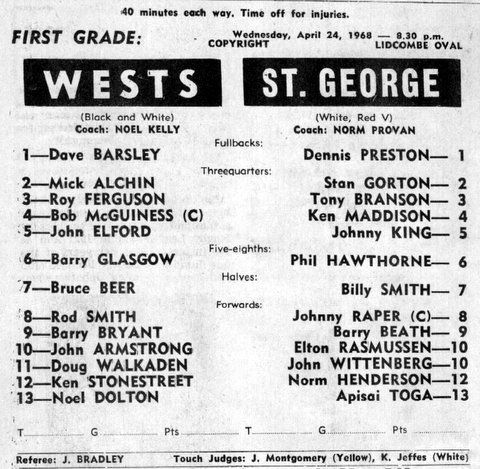 40 minutes each way. Time off for injuries.
FIRST GRADE: Wednesday, April 24, 1968 — 8.30 p.m.
COPYRIGHT LIDCOMBE OVAL
WESTS ST. GEORGE
(Black and White) (White, Red V)
Coach: NOEL KELLY Coach: NORM PROVAN
Fullbacks:
1—Dave BARSLEY Dennis PRESTON— 1
Threequarters:
2—Mick ALCHIN Stan GORTON— 2
3—Roy FERGUSON Tony BRANSON— 3
4—Bob McGUINESS (C) Ken MADDISON— 4
5—John ELFORD Johnny KING— 5
Five-eighths:
6—Barry GLASGOW Phil HAWTHORNE— 6
Halves:
7—Bruce BEER Billy SMITH— 7
Forwards:
8—Rod SMITH Johnny RAPER (C)— 8
9—Barry BRYANT Barry BEATH— 9
10—John ARMSTRONG Elton RASMUSSEN—10
11—Doug WALKADEN John WITTENBERG—10
12—Ken STONESTREET Norm HENDERSON—12
13—Noel DOLTON Apisai TOGA—13
T.............. G.............. Pts .............. T.............. G.............. Pts ..............
Referee: J. BRADLEY Touch Judges: J. Montgomery (Yellow), K. Jeffes (White)